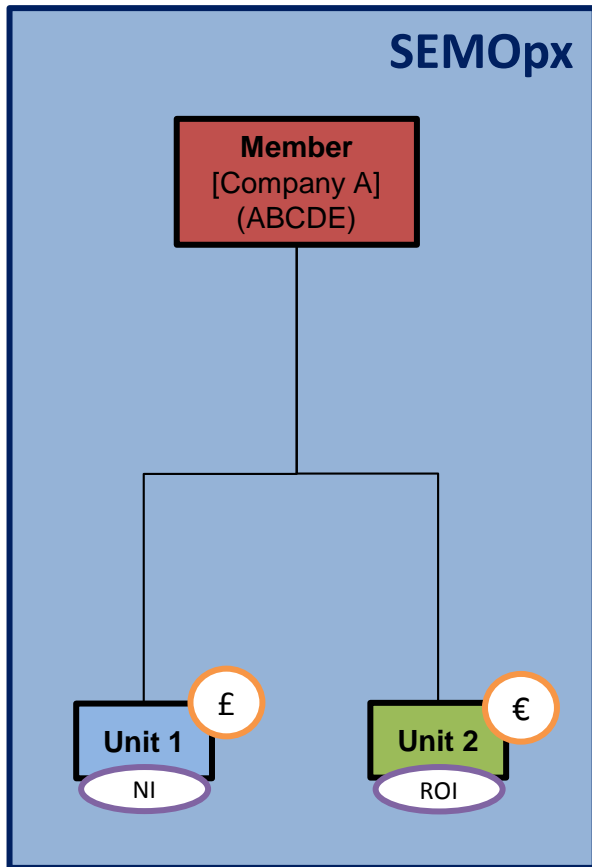 SEMOpx
Member
[Company A]
(ABCDE)
£
Unit 1
NI
€
Unit 2
ROI